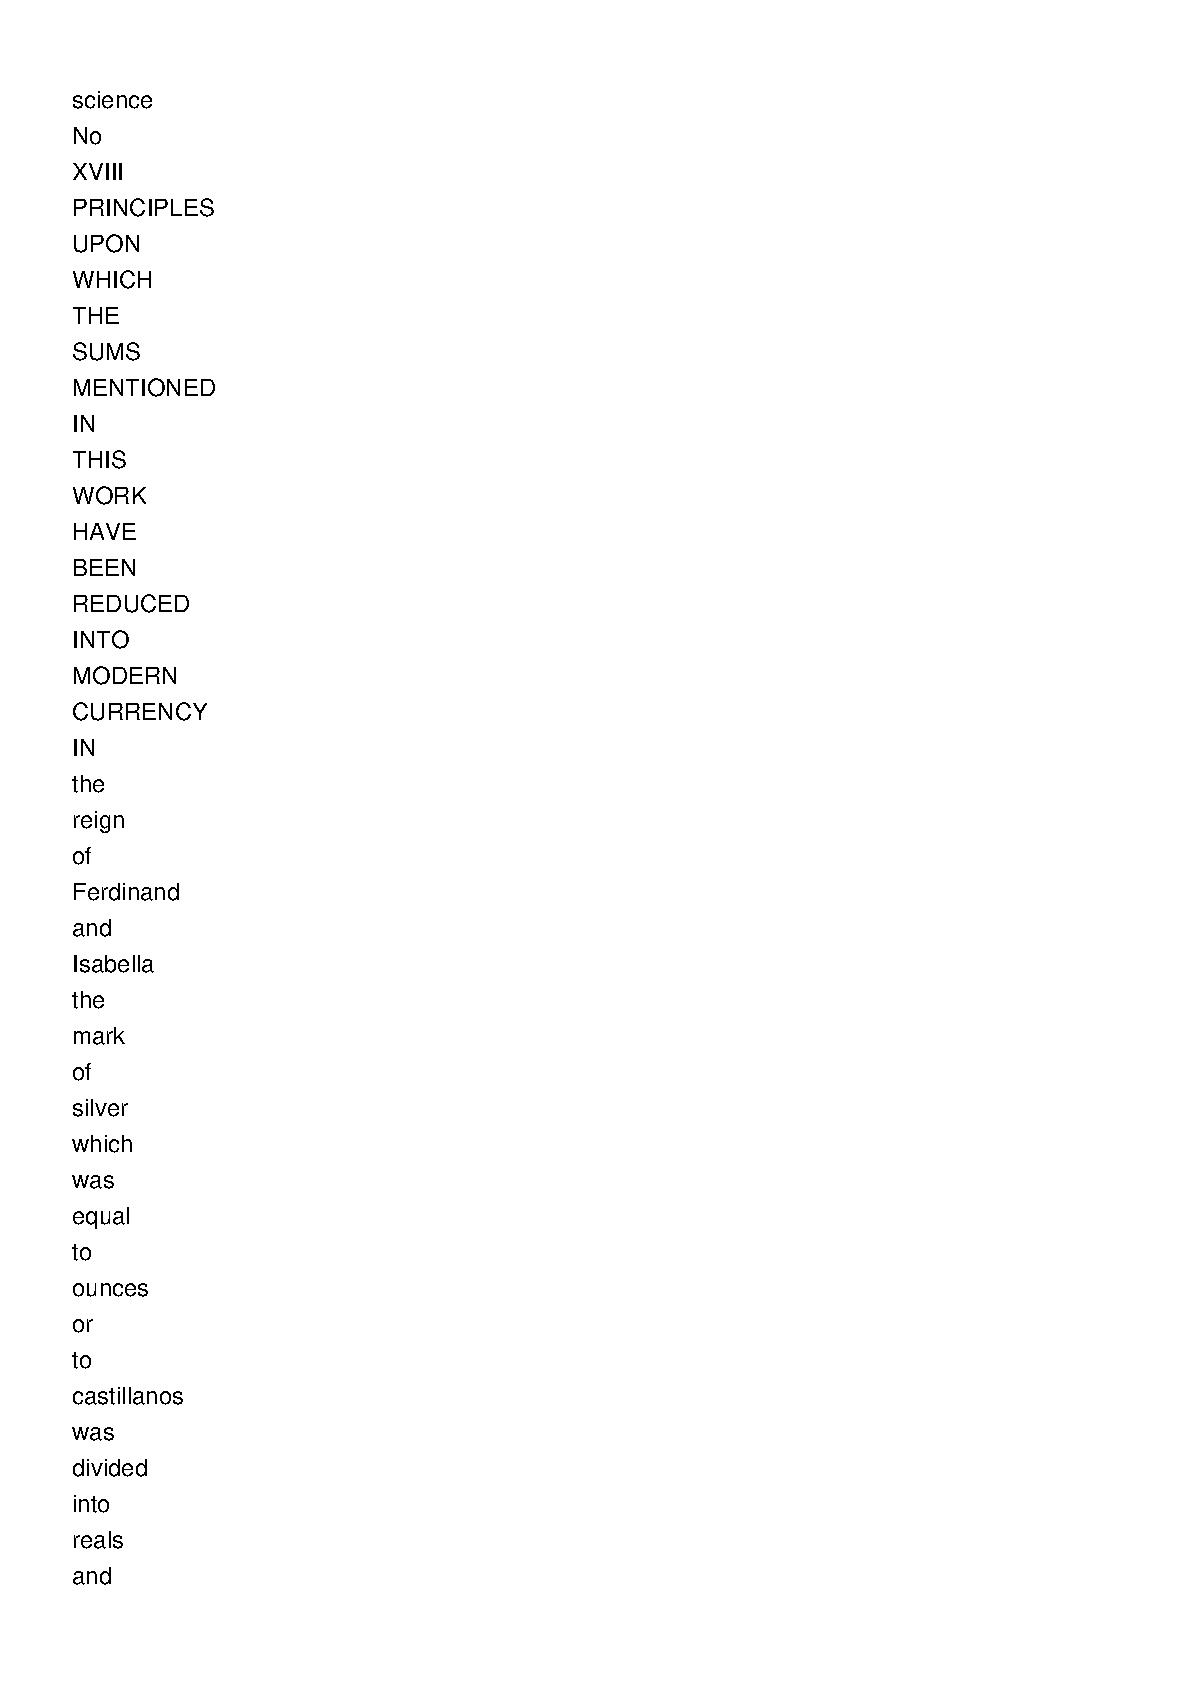 science
No
XVIII
PRINCIPLES
UPON
WHICH
THE
SUMS
MENTIONED
IN
THIS
WORK
HAVE
BEEN
REDUCED
INTO
MODERN
CURRENCY
IN
the
reign
of
Ferdinand
and
Isabella
the
mark
of
silver
which
was
equal
to
ounces
or
to
castillanos
was
divided
into
reals
and